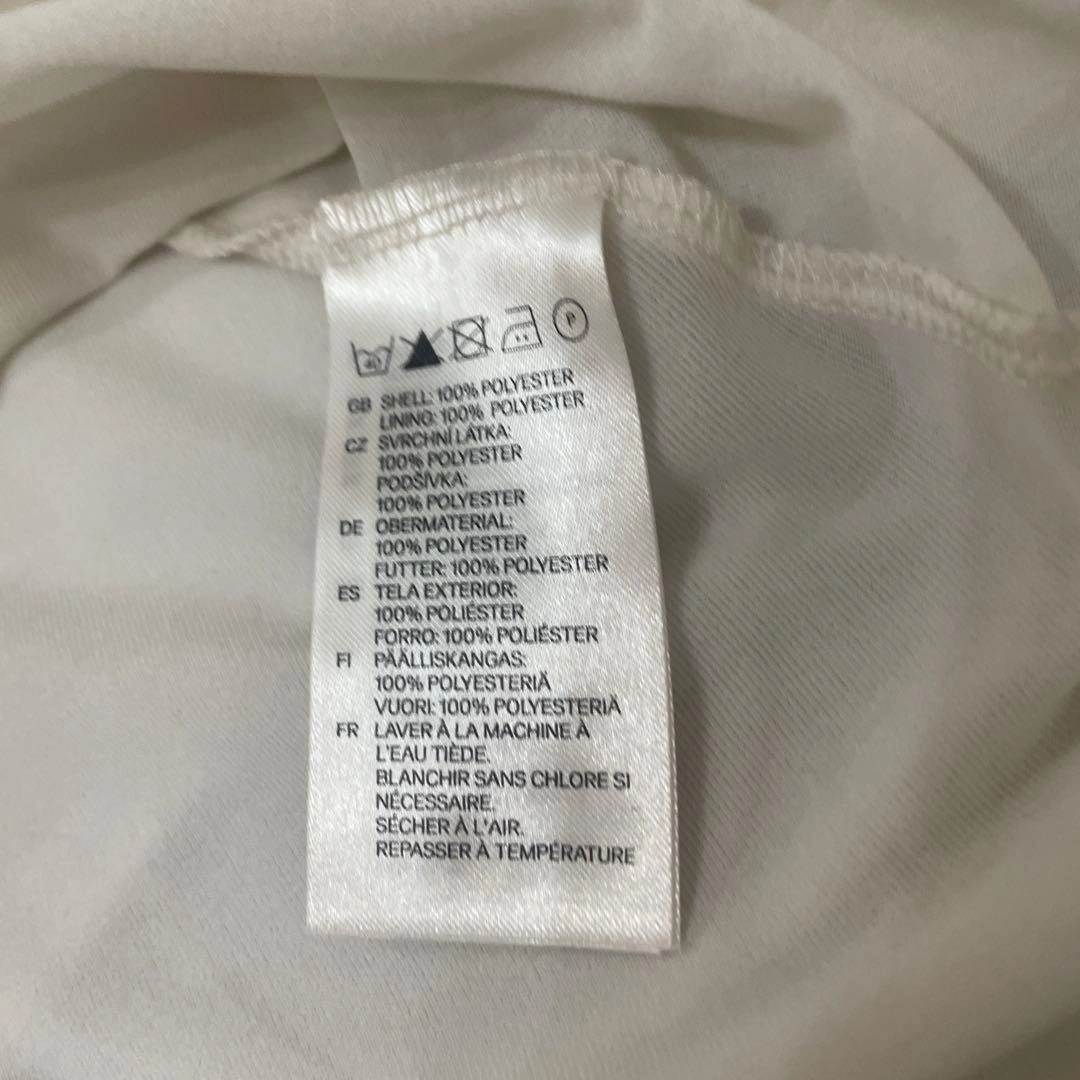 40 P
GB SHELL: 100% POLYESTER
LINING: 100% POLYESTER
CZ SVRCHNÍ LÁTKA:
100% POLYESTER
PODŠÍVKA:
100% POLYESTER
DE OBERMATERIAL:
100% POLYESTER
FUTTER: 100% POLYESTER
ES TELA EXTERIOR:
100% POLIÉSTER
FORRO: 100% POLIÉSTER
FI PÄÄLLISKANGAS:
100% POLYESTERIÄ
VUORI: 100% POLYESTERIÄ
FR LAVER À LA MACHINE À
L'EAU TIÈDE.
BLANCHIR SANS CHLORE SI
NÉCESSAIRE.
SÉCHER À L'AIR.
REPASSER À TEMPÉRATURE